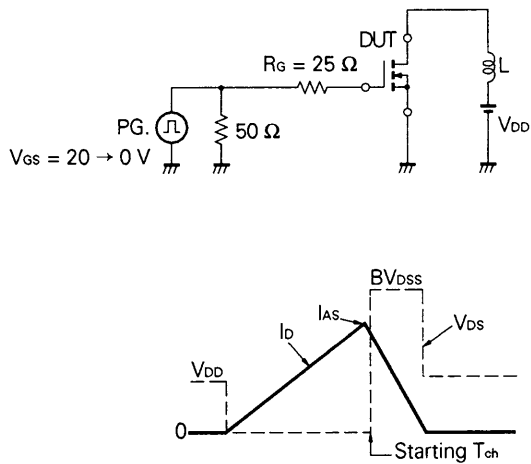 DUT
RG = 25 Ω
L
PG.
50 Ω
VDD
VGS = 20 → 0 V
BVDSS
IAS
ID
VDS
VDD
0
Starting Tch